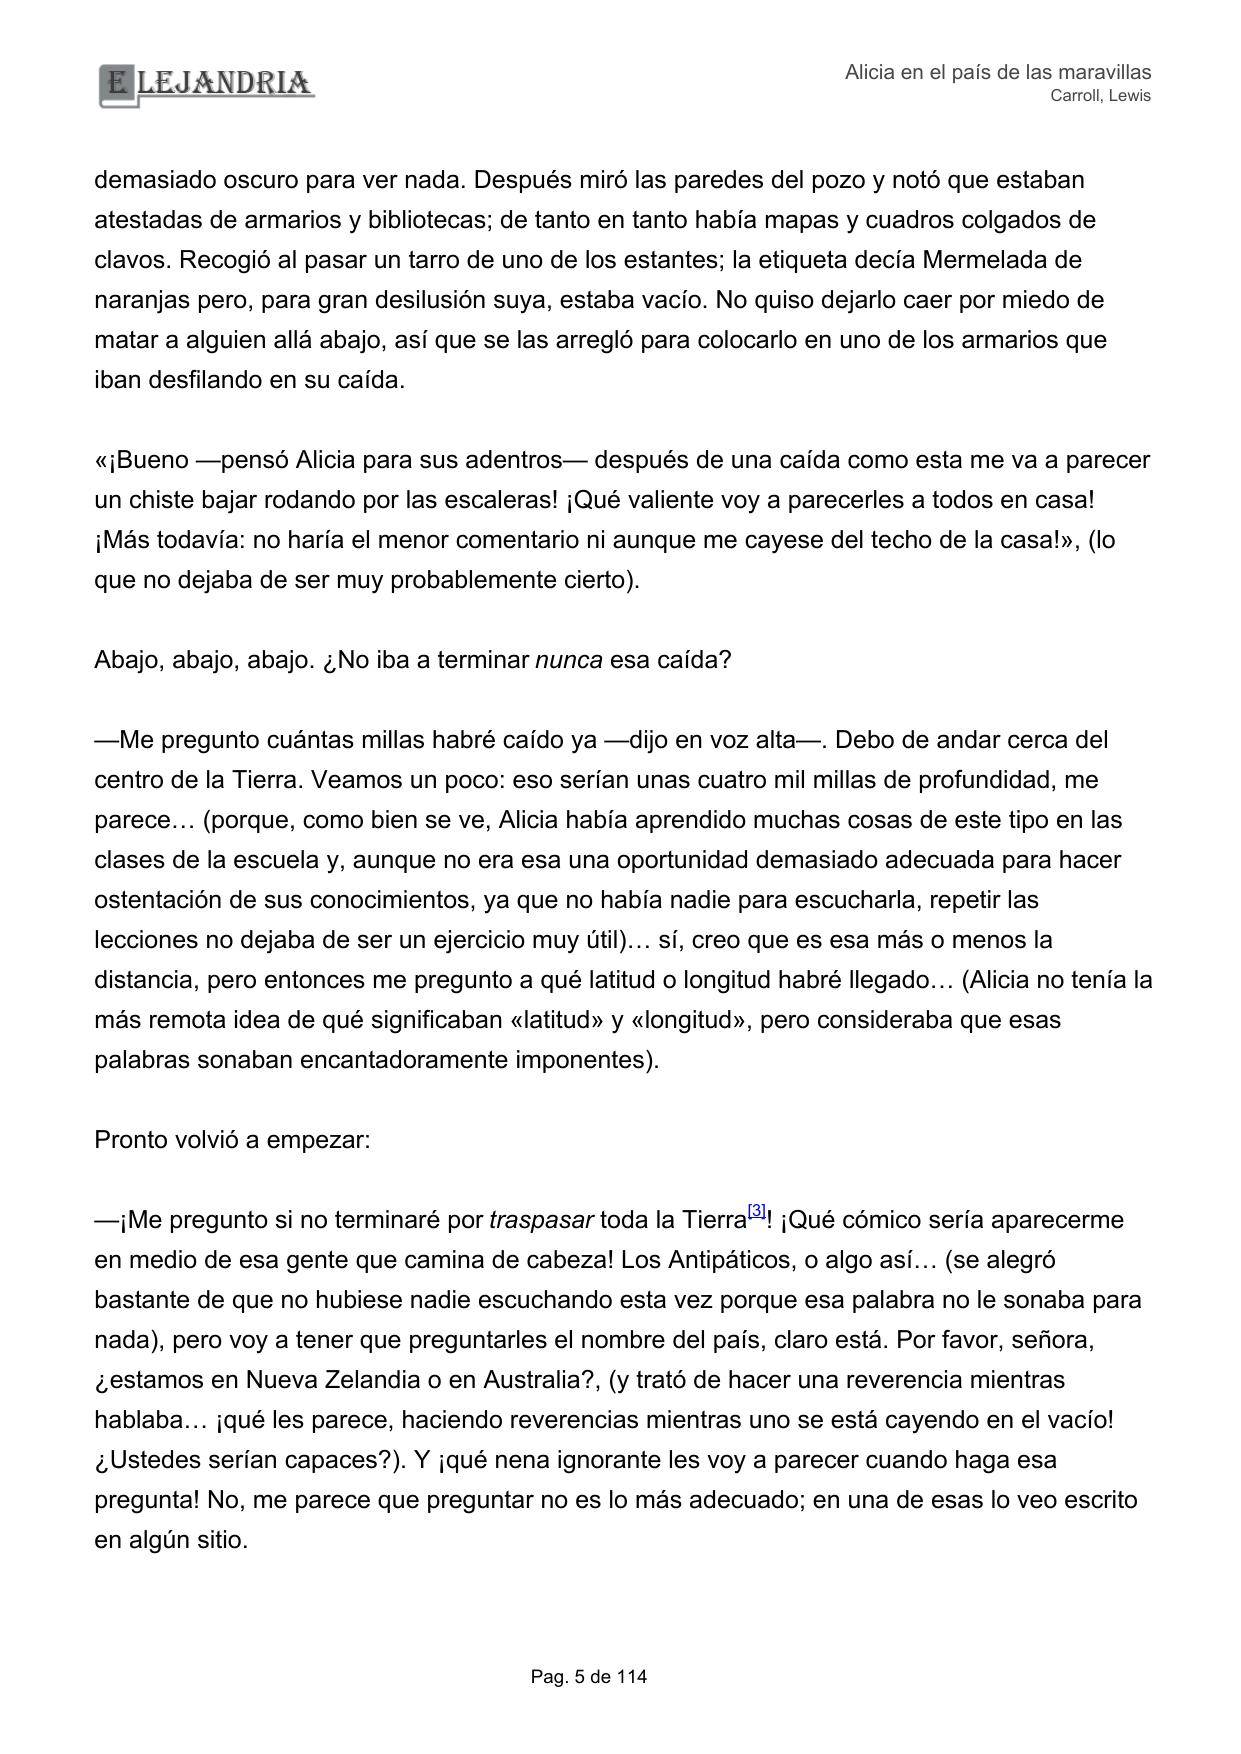 ELEJANDRIA
Alicia en el país de las maravillas
Carroll, Lewis
demasiado oscuro para ver nada. Después miró las paredes del pozo y notó que estaban
atestadas de armarios y bibliotecas; de tanto en tanto había mapas y cuadros colgados de
clavos. Recogió al pasar un tarro de uno de los estantes; la etiqueta decía Mermelada de
naranjas pero, para gran desilusión suya, estaba vacío. No quiso dejarlo caer por miedo de
matar a alguien allá abajo, así que se las arregló para colocarlo en uno de los armarios que
iban desfilando en su caída.
«¡Bueno —pensó Alicia para sus adentros— después de una caída como esta me va a parecer
un chiste bajar rodando por las escaleras! ¡Qué valiente voy a parecerles a todos en casa!
¡Más todavía: no haría el menor comentario ni aunque me cayese del techo de la casa!», (lo
que no dejaba de ser muy probablemente cierto).
Abajo, abajo, abajo. ¿No iba a terminar nunca esa caída?
—Me pregunto cuántas millas habré caído ya —dijo en voz alta—. Debo de andar cerca del
centro de la Tierra. Veamos un poco: eso serían unas cuatro mil millas de profundidad, me
parece… (porque, como bien se ve, Alicia había aprendido muchas cosas de este tipo en las
clases de la escuela y, aunque no era esa una oportunidad demasiado adecuada para hacer
ostentación de sus conocimientos, ya que no había nadie para escucharla, repetir las
lecciones no dejaba de ser un ejercicio muy útil)… sí, creo que es esa más o menos la
distancia, pero entonces me pregunto a qué latitud o longitud habré llegado… (Alicia no tenía la
más remota idea de qué significaban «latitud» y «longitud», pero consideraba que esas
palabras sonaban encantadoramente imponentes).
Pronto volvió a empezar:
—¡Me pregunto si no terminaré por traspasar toda la Tierra[3]! ¡Qué cómico sería aparecerme
en medio de esa gente que camina de cabeza! Los Antipáticos, o algo así… (se alegró
bastante de que no hubiese nadie escuchando esta vez porque esa palabra no le sonaba para
nada), pero voy a tener que preguntarles el nombre del país, claro está. Por favor, señora,
¿estamos en Nueva Zelandia o en Australia?, (y trató de hacer una reverencia mientras
hablaba… ¡qué les parece, haciendo reverencias mientras uno se está cayendo en el vacío!
¿Ustedes serían capaces?). Y ¡qué nena ignorante les voy a parecer cuando haga esa
pregunta! No, me parece que preguntar no es lo más adecuado; en una de esas lo veo escrito
en algún sitio.
Pag. 5 de 114